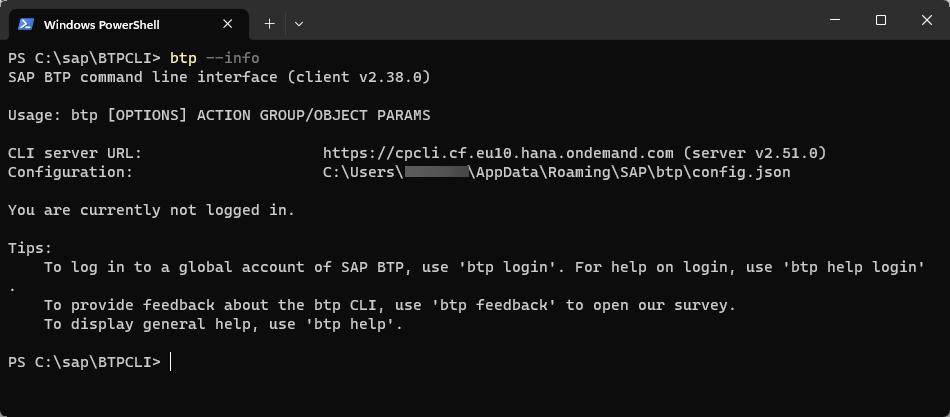 Windows PowerShell
PS C:\sap\BTPCLI> btp --info
SAP BTP command line interface (client v2.38.0)
Usage: btp [OPTIONS] ACTION GROUP/OBJECT PARAMS
CLI server URL: https://cpcli.cf.eu10.hana.ondemand.com (server v2.51.0)
Configuration: C:\Users\ \AppData\Roaming\SAP\btp\config.json
You are currently not logged in.
Tips:
To log in to a global account of SAP BTP, use 'btp login'. For help on login, use 'btp help login'
.
To provide feedback about the btp CLI, use 'btp feedback' to open our survey.
To display general help, use 'btp help'.
PS C:\sap\BTPCLI>